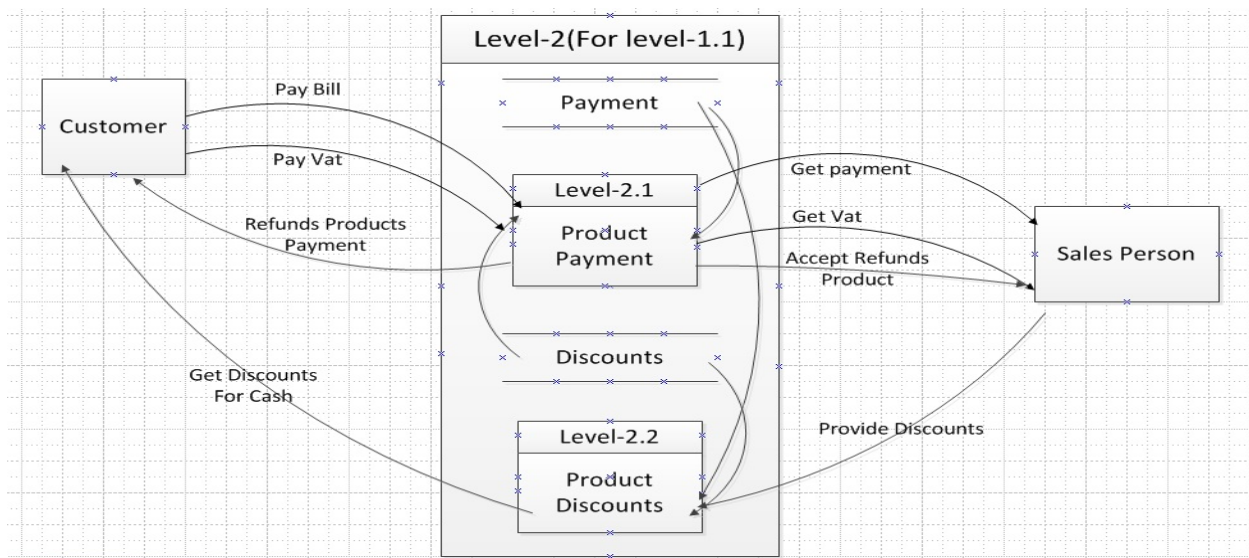 Level-2(For level-1.1)
Payment
Customer
Pay Bill
Pay Vat
Refunds Products
Payment
Get Discounts
For Cash
Level-2.1
Product
Payment
Discounts
Level-2.2
Product
Discounts
Get payment
Get Vat
Accept Refunds
Product
Sales Person
Provide Discounts